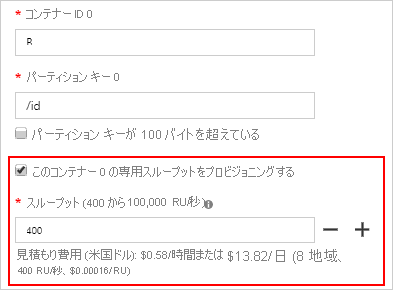 * コンテナー ID 0
B
* パーティション キー 0
/id
パーティション キーが 100 バイトを超えている
このコンテナー 0 の専用スループットをプロビジョニングする
* スループット (400 から 100,000 RU/秒)
400
見積もり費用 (米国ドル): $0.58/時間または $13.82/日 (8 地域、
400 RU/秒、$0.00016/RU)